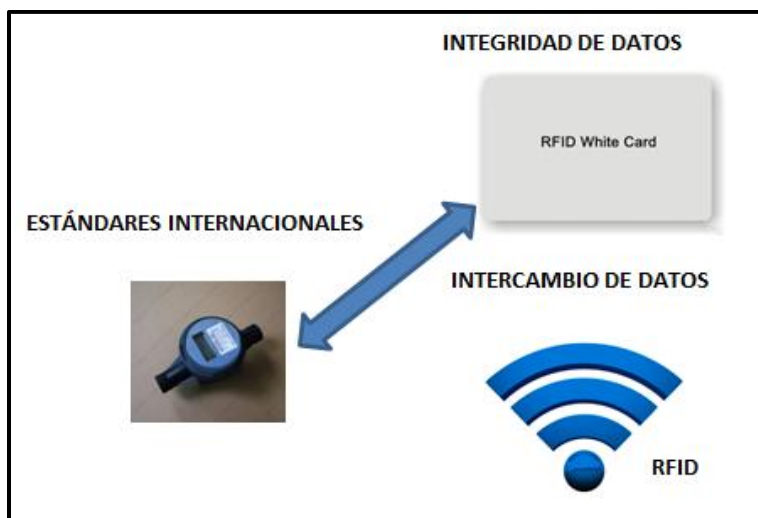 INTEGRIDAD DE DATOS
RFID White Card
ESTÁNDARES INTERNACIONALES
INTERCAMBIO DE DATOS
RFID